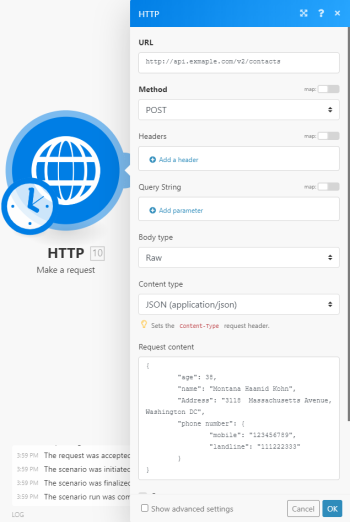 HTTP
?
URL
http://api.exmaple.com/v2/contacts
Method
map:
POST
Headers
map:
Add a header
Query String
map:
Add parameter
Body type
Raw
Content type
JSON (application/json)
Sets the Content-Type request header.
Request content
{
"age": 38,
"name": "Montana Hasmid Kohn",
"Address": "3118 Massachusetts Avenue,
Washington DC",
"phone number": {
"mobile": "123456789",
"landline": "111222333"
}
}
Show advanced settings
Cancel
OK
HTTP 10
Make a request
3:59 PM The request was accepted
3:59 PM The scenario was initiated
3:59 PM The scenario was finalized
3:59 PM The scenario run was com
LOG